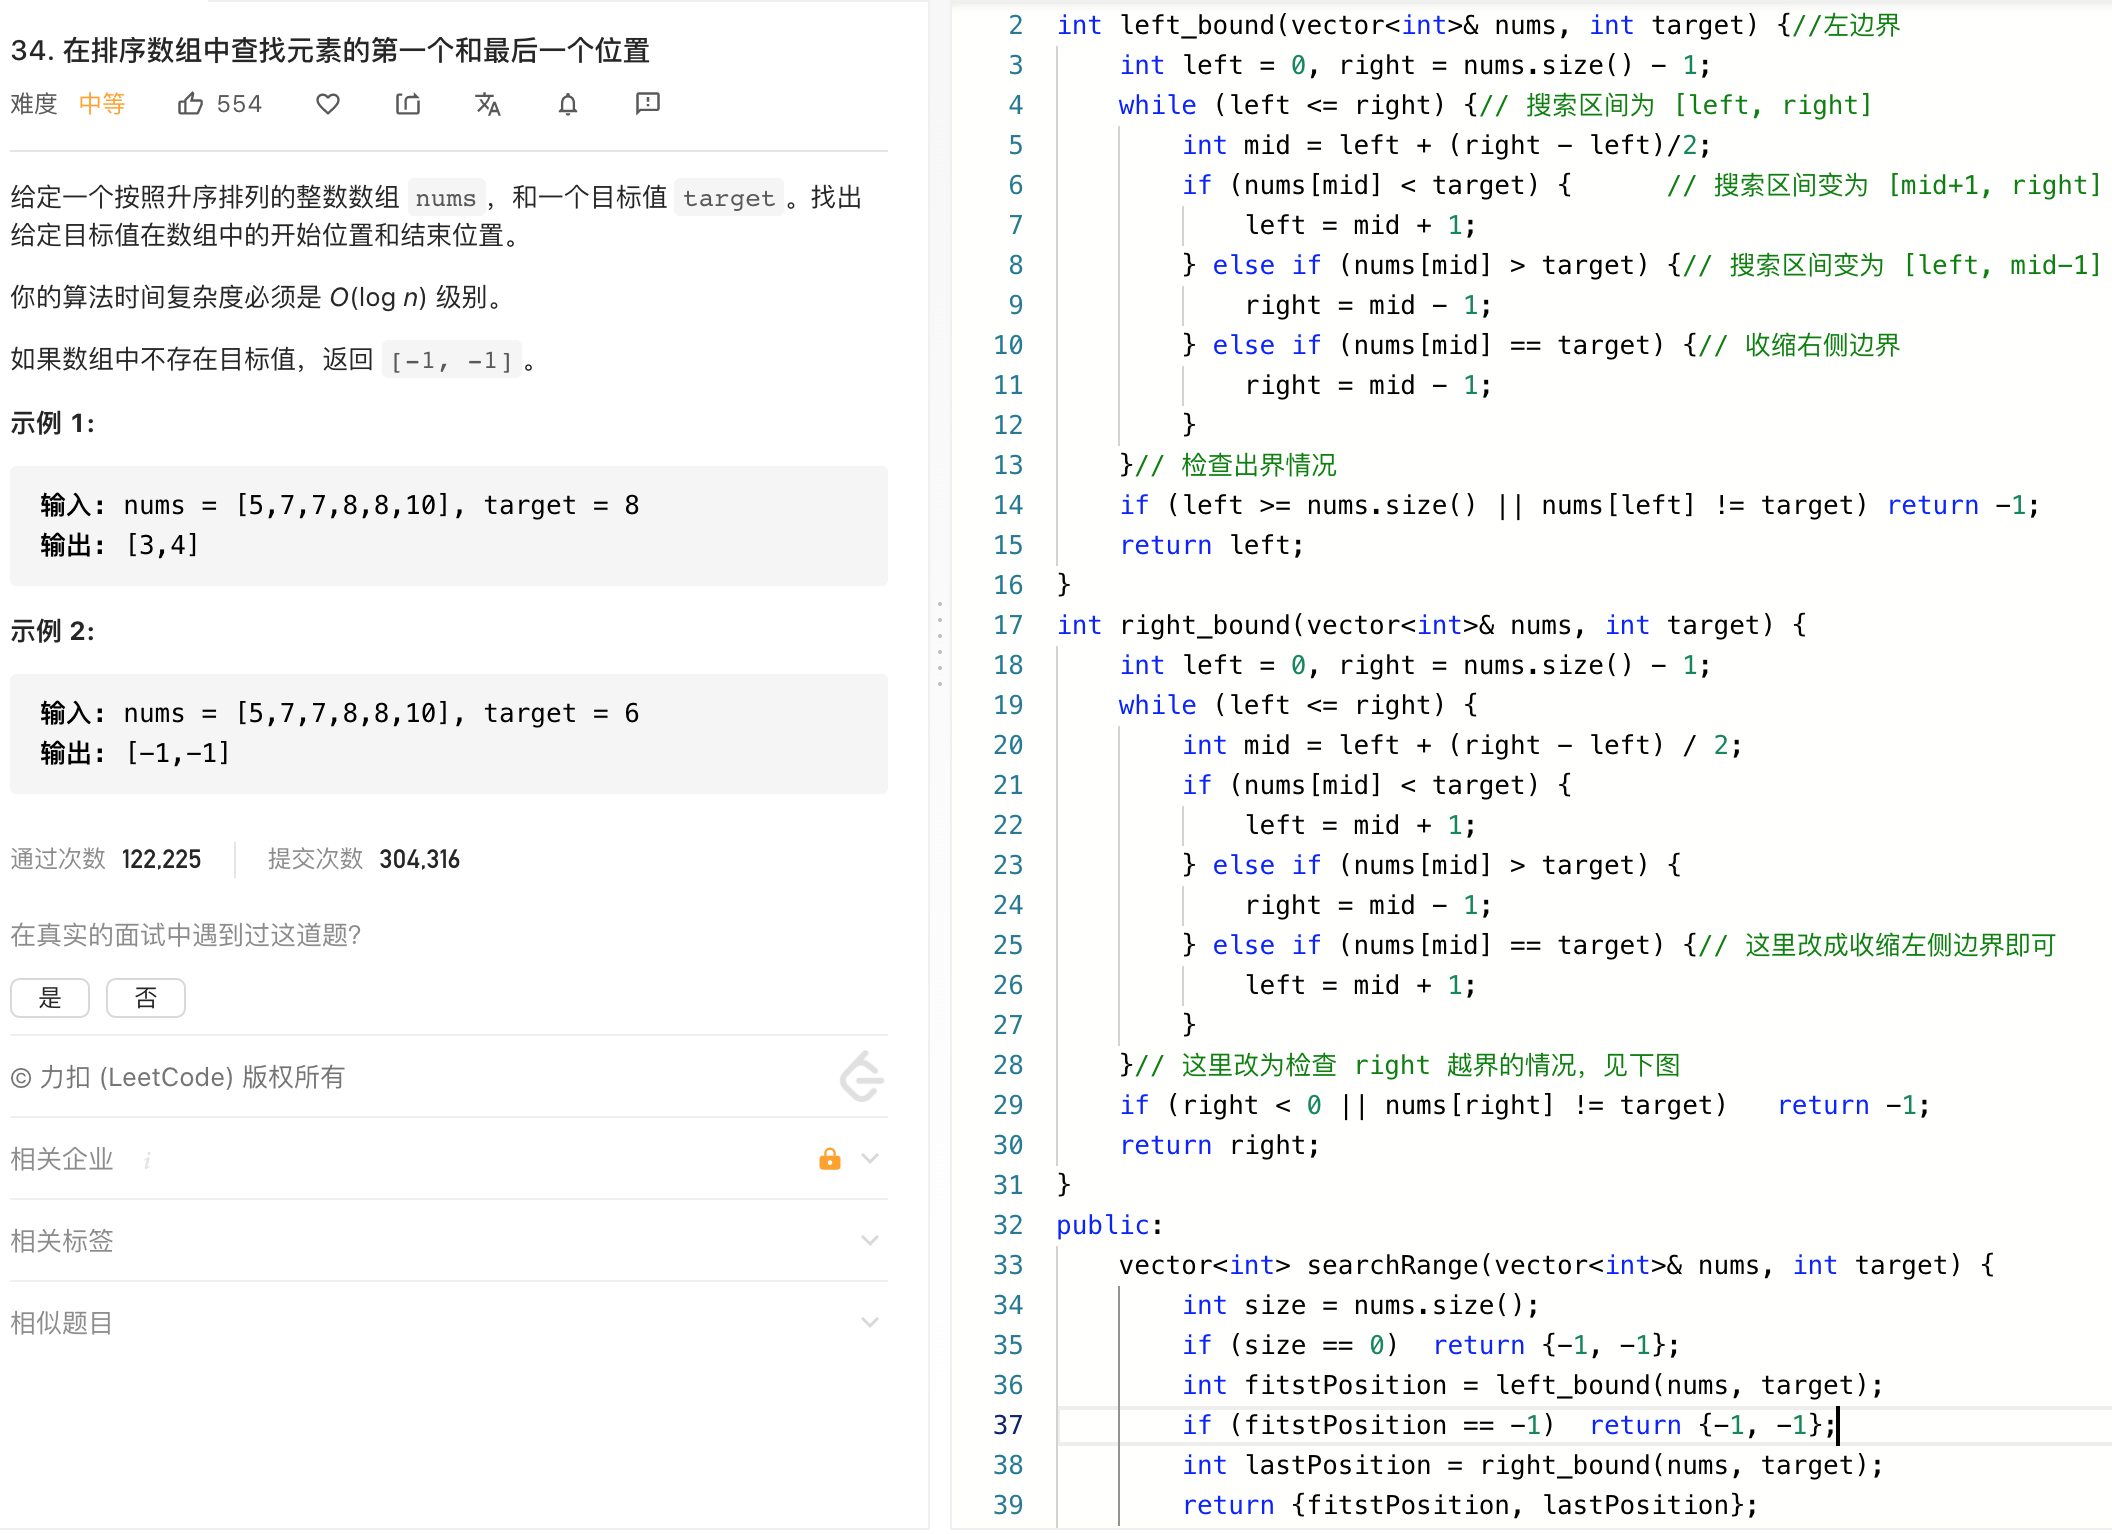 34. 在排序数组中查找元素的第一个和最后一个位置
难度 中等 554
给定一个按照升序排列的整数数组 nums，和一个目标值 target。找出
给定目标值在数组中的开始位置和结束位置。
你的算法时间复杂度必须是 O(log n) 级别。
如果数组中不存在目标值，返回 [-1, -1]。
示例 1:
输入: nums = [5,7,7,8,8,10], target = 8
输出: [3,4]
示例 2:
输入: nums = [5,7,7,8,8,10], target = 6
输出: [-1,-1]
通过次数 122,225 提交次数 304,316
在真实的面试中遇到过这道题?
是 否
© 力扣 (LeetCode) 版权所有
相关企业 i
相关标签
相似题目
2 int left_bound(vector<int>& nums, int target) {//左边界
3     int left = 0, right = nums.size() - 1;
4     while (left <= right) {// 搜索区间为 [left, right]
5         int mid = left + (right - left)/2;
6         if (nums[mid] < target) {      // 搜索区间变为 [mid+1, right]
7             left = mid + 1;
8         } else if (nums[mid] > target) {// 搜索区间变为 [left, mid-1]
9             right = mid - 1;
10         } else if (nums[mid] == target) {// 收缩右侧边界
11             right = mid - 1;
12         }
13     }// 检查出界情况
14     if (left >= nums.size() || nums[left] != target) return -1;
15     return left;
16 }
17 int right_bound(vector<int>& nums, int target) {
18     int left = 0, right = nums.size() - 1;
19     while (left <= right) {
20         int mid = left + (right - left) / 2;
21         if (nums[mid] < target) {
22             left = mid + 1;
23         } else if (nums[mid] > target) {
24             right = mid - 1;
25         } else if (nums[mid] == target) {// 这里改成收缩左侧边界即可
26             left = mid + 1;
27         }
28     }// 这里改为检查 right 越界的情况，见下图
29     if (right < 0 || nums[right] != target)   return -1;
30     return right;
31 }
32 public:
33     vector<int> searchRange(vector<int>& nums, int target) {
34         int size = nums.size();
35         if (size == 0)  return {-1, -1};
36         int fitstPosition = left_bound(nums, target);
37         if (fitstPosition == -1)  return {-1, -1};
38         int lastPosition = right_bound(nums, target);
39         return {fitstPosition, lastPosition};